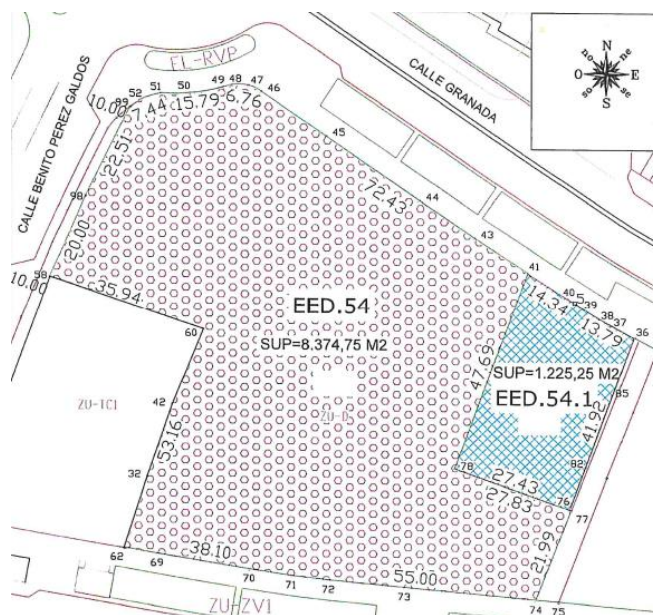 EL-RVP
N
no ne
O E
so se
S
CALLE GRANADA
CALLE BENITO PEREZ GALDOS
52 51 50 49 48 47 46
10.00 7.44 15.79 6.76
22.51
98
20.00
58
10.00
35.94
60
45
72.43
44
43
41
40 39 38 37 36
14.34 13.79
EED.54
SUP=8.374,75 M2
ZU-D
47.69
SUP=1.225,25 M2
EED.54.1
85
82
78
27.43
27.83
76
77
21.99
ZU-TC1
42
53.16
32
62 69 38.10 70 71 72 73 55.00 74 75
ZU-ZV1